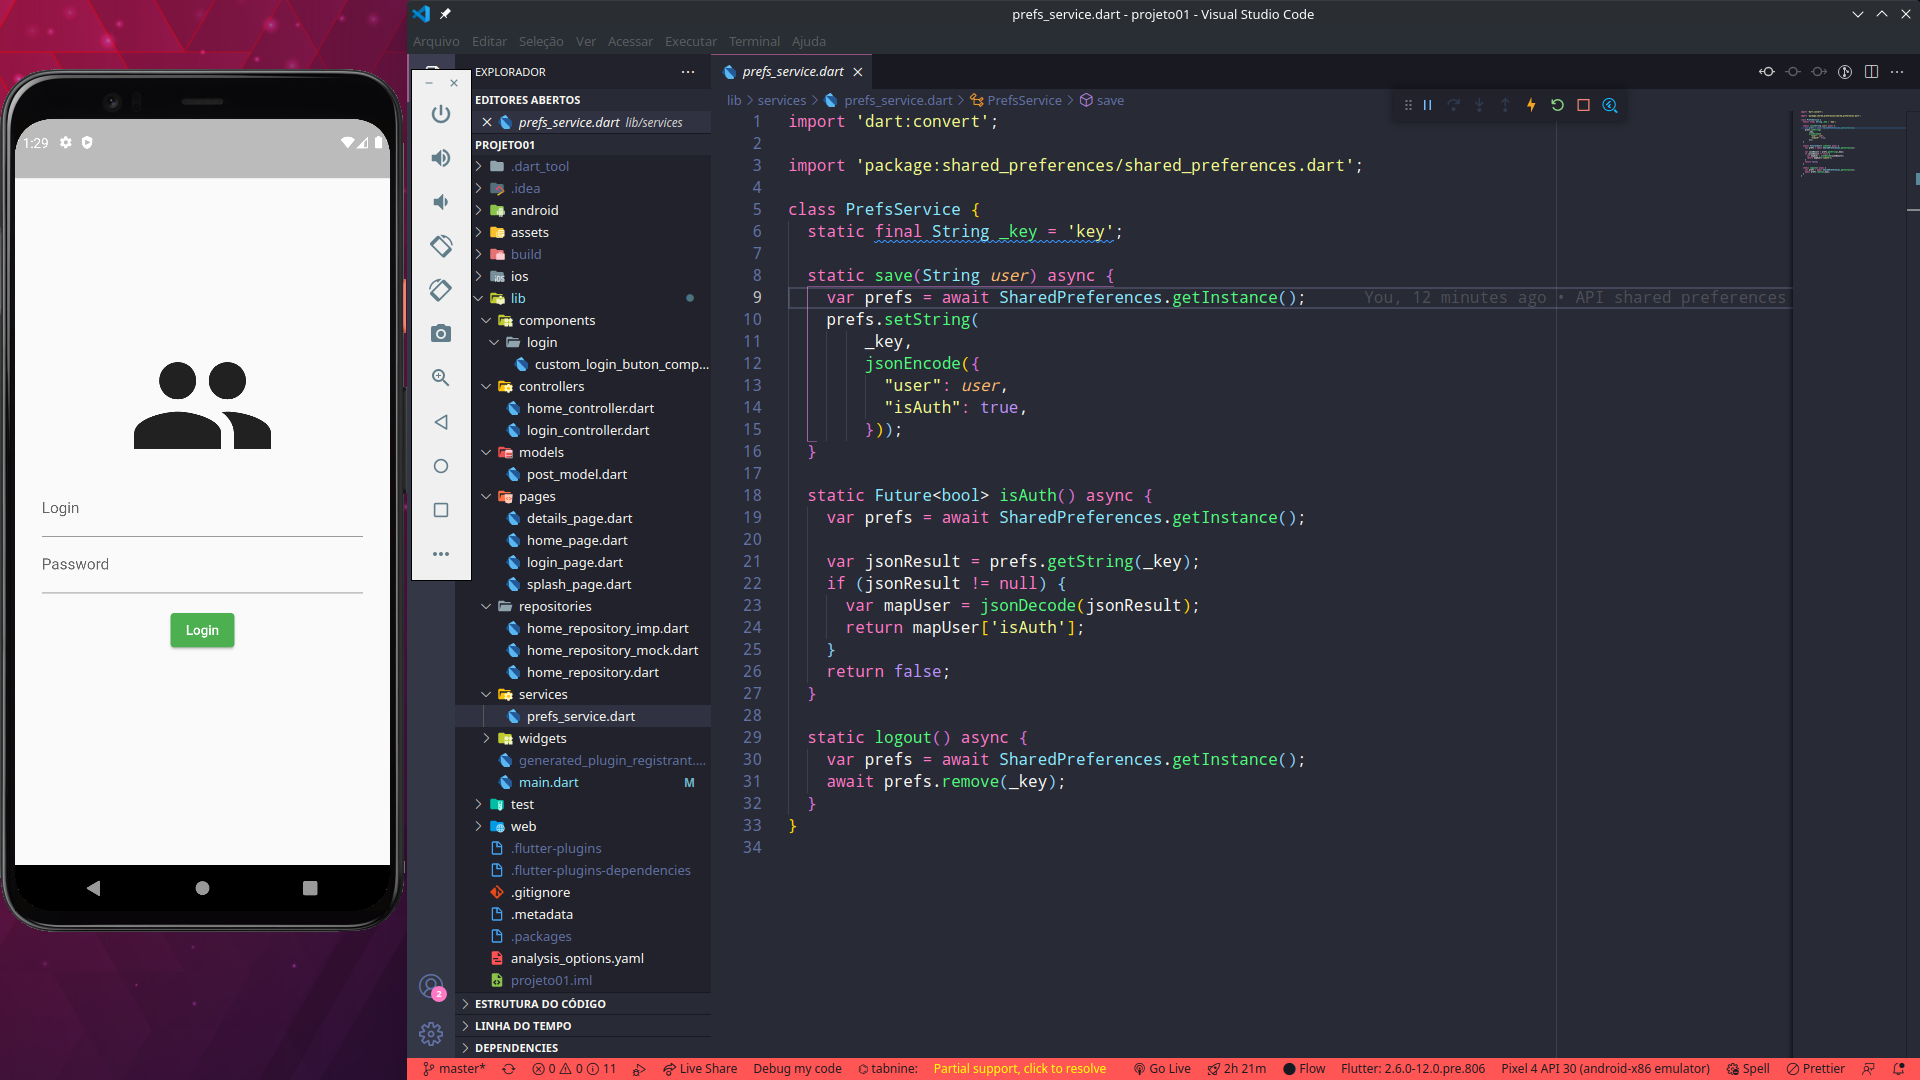 1:29
Login
Password
Login
prefs_service.dart - projeto01 - Visual Studio Code
Arquivo Editar Seleção Ver Acessar Executar Terminal Ajuda
EXPLORADOR
EDITORES ABERTOS
prefs_service.dart lib/services
PROJETO01
.dart_tool
.idea
android
assets
build
ios
lib
components
login
custom_login_buton_comp...
controllers
home_controller.dart
login_controller.dart
models
post_model.dart
pages
details_page.dart
home_page.dart
login_page.dart
splash_page.dart
repositories
home_repository_imp.dart
home_repository_mock.dart
home_repository.dart
services
prefs_service.dart
widgets
generated_plugin_registrant....
main.dart M
test
web
.flutter-plugins
.flutter-plugins-dependencies
.gitignore
.metadata
.packages
analysis_options.yaml
projeto01.iml
ESTRUTURA DO CÓDIGO
LINHA DO TEMPO
DEPENDENCIES
2
prefs_service.dart
lib > services > prefs_service.dart > PrefsService > save
1 import 'dart:convert';
2
3 import 'package:shared_preferences/shared_preferences.dart';
4
5 class PrefsService {
6 static final String _key = 'key';
7
8 static save(String user) async {
9 var prefs = await SharedPreferences.getInstance(); You, 12 minutes ago • API shared preferences
10 prefs.setString(
11 _key,
12 jsonEncode({
13 "user": user,
14 "isAuth": true,
15 }));
16 }
17
18 static Future<bool> isAuth() async {
19 var prefs = await SharedPreferences.getInstance();
20
21 var jsonResult = prefs.getString(_key);
22 if (jsonResult != null) {
23 var mapUser = jsonDecode(jsonResult);
24 return mapUser['isAuth'];
25 }
26 return false;
27 }
28
29 static logout() async {
30 var prefs = await SharedPreferences.getInstance();
31 await prefs.remove(_key);
32 }
33 }
34
master* 0 0 11 Live Share Debug my code tabnine: Partial support, click to resolve Go Live 2h 21m Flow Flutter: 2.6.0-12.0.pre.806 Pixel 4 API 30 (android-x86 emulator) Spell Prettier